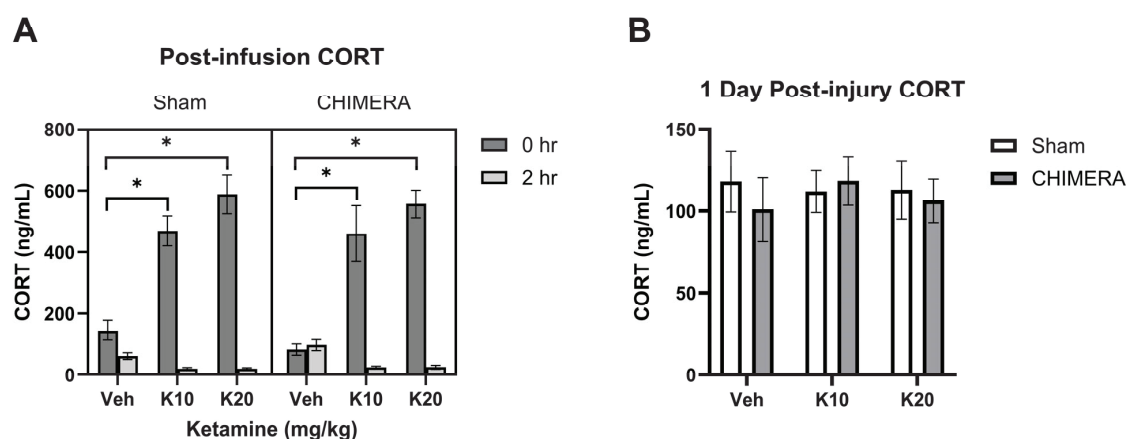 A
Post-infusion CORT
Sham
CHIMERA
800
600
400
200
0
CORT (ng/mL)
*
*
*
*
0 hr
2 hr
Veh
K10
K20
Veh
K10
K20
Ketamine (mg/kg)
B
1 Day Post-injury CORT
150
100
50
0
CORT (ng/mL)
Sham
CHIMERA
Veh
K10
K20